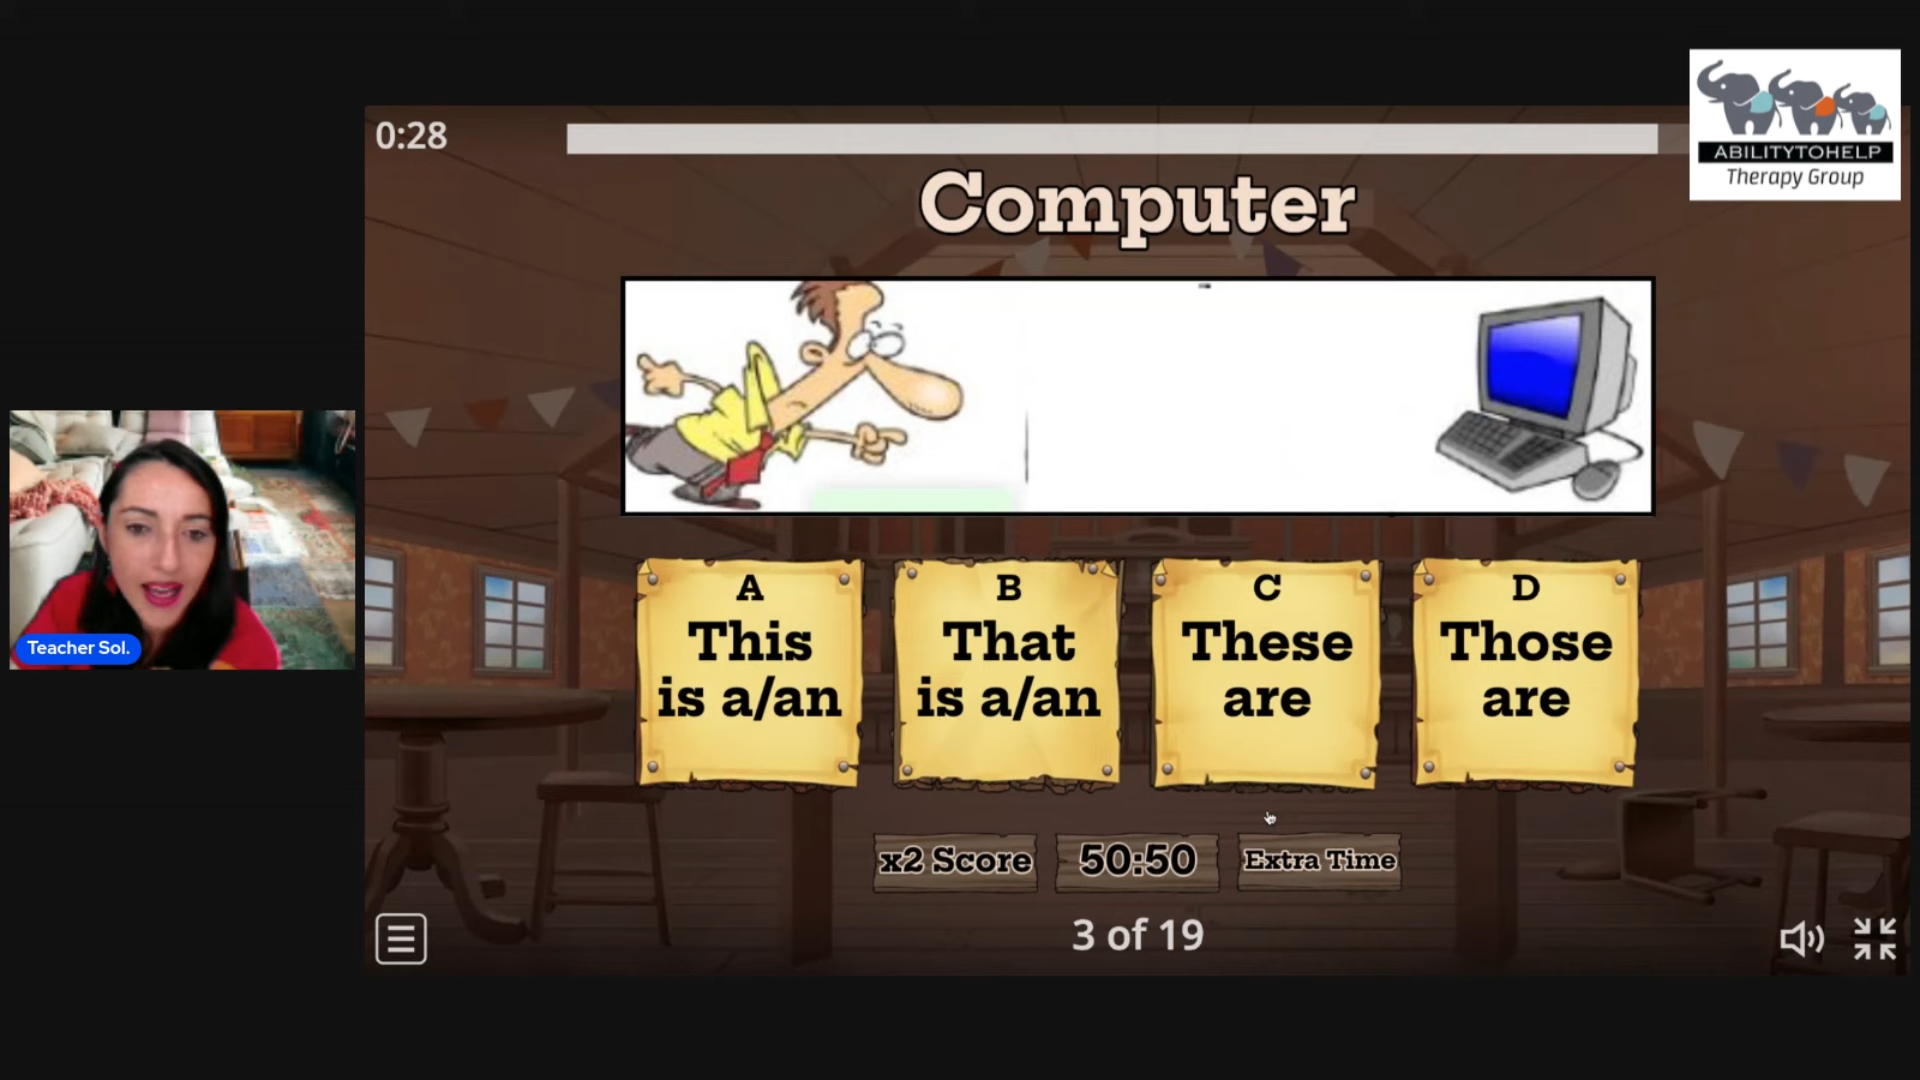 0:28
ABILITYTOHELP
Therapy Group
Computer
Teacher Sol.
A
This
is a/an
B
That
is a/an
C
These
are
D
Those
are
x2 Score
50:50
Extra Time
3 of 19